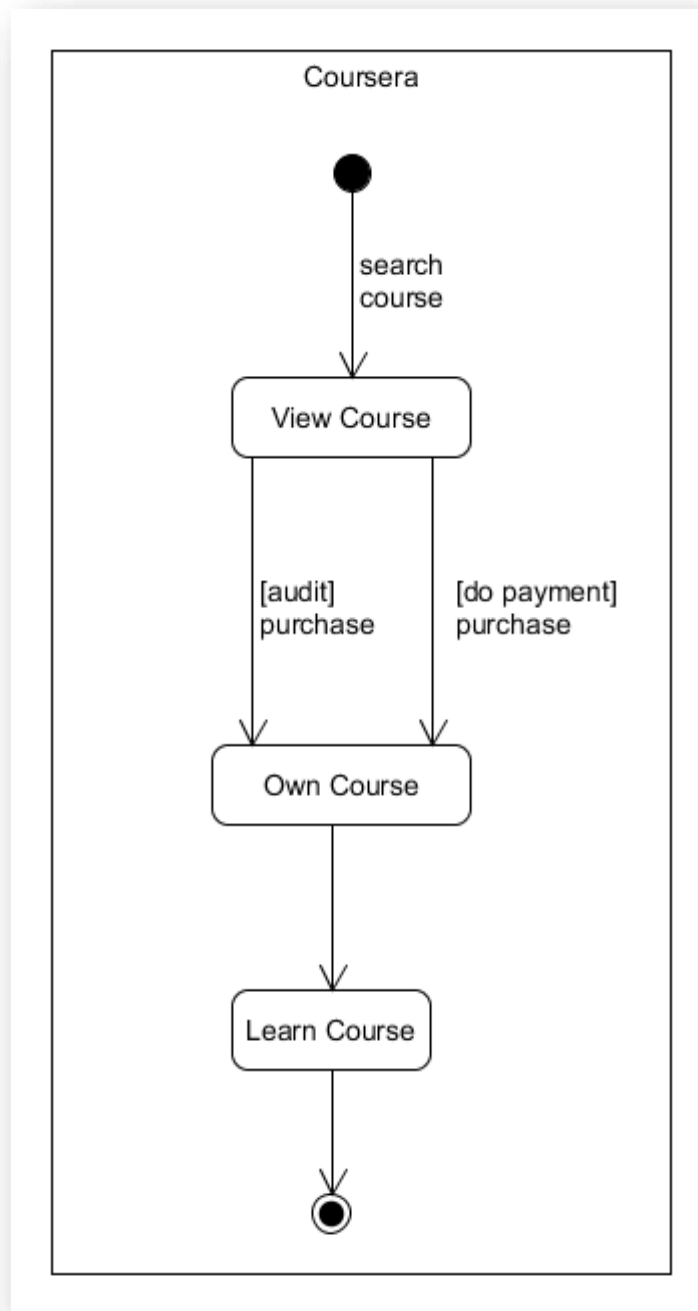 Coursera
search
course
View Course
[audit]
purchase
[do payment]
purchase
Own Course
Learn Course